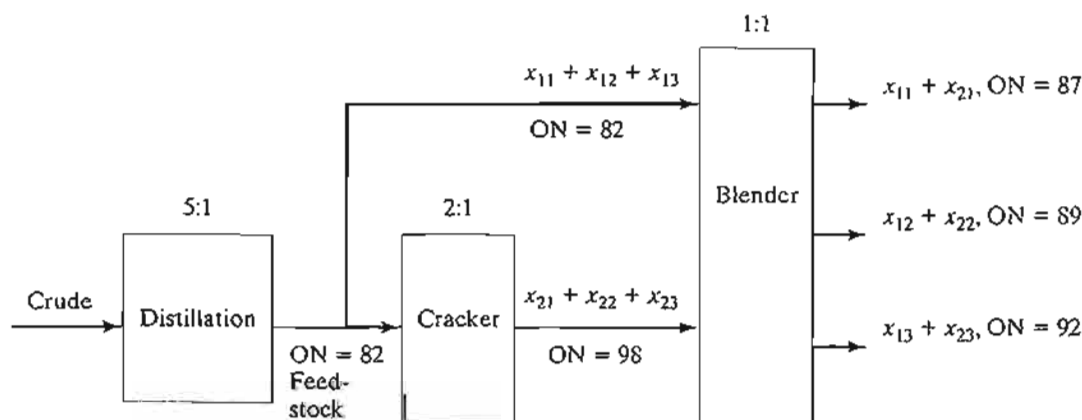 1:1
x₁₁ + x₁₂ + x₁₃
x₁₁ + x₂₁, ON = 87
ON = 82
5:1
2:1
Blender
x₁₂ + x₂₂, ON = 89
Crude
Distillation
Cracker
x₂₁ + x₂₂ + x₂₃
x₁₃ + x₂₃, ON = 92
ON = 82
ON = 98
Feed-
stock